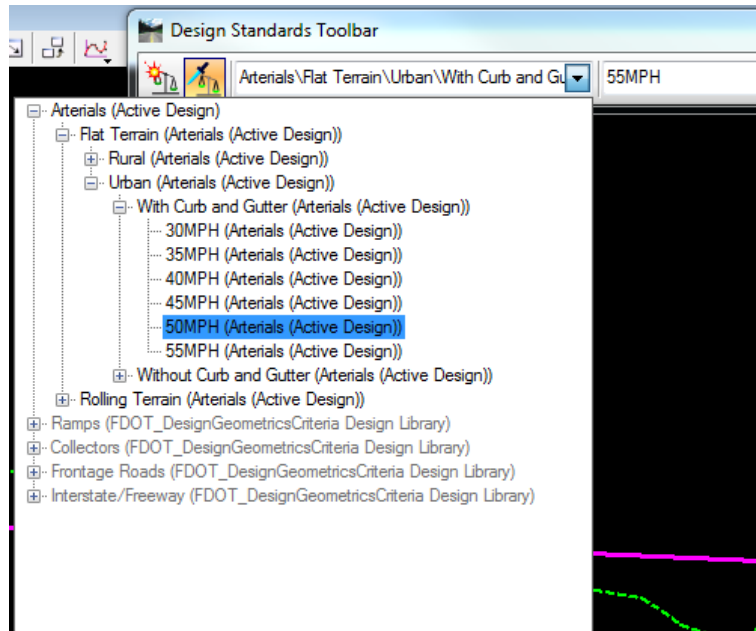 Design Standards Toolbar
Arterials\Flat Terrain\Urban\With Curb and Gu
55MPH
Arterials (Active Design)
Flat Terrain (Arterials (Active Design))
Rural (Arterials (Active Design))
Urban (Arterials (Active Design))
With Curb and Gutter (Arterials (Active Design))
30MPH (Arterials (Active Design))
35MPH (Arterials (Active Design))
40MPH (Arterials (Active Design))
45MPH (Arterials (Active Design))
50MPH (Arterials (Active Design))
55MPH (Arterials (Active Design))
Without Curb and Gutter (Arterials (Active Design))
Rolling Terrain (Arterials (Active Design))
Ramps (FDOT_DesignGeometricsCriteria Design Library)
Collectors (FDOT_DesignGeometricsCriteria Design Library)
Frontage Roads (FDOT_DesignGeometricsCriteria Design Library)
Interstate/Freeway (FDOT_DesignGeometricsCriteria Design Library)